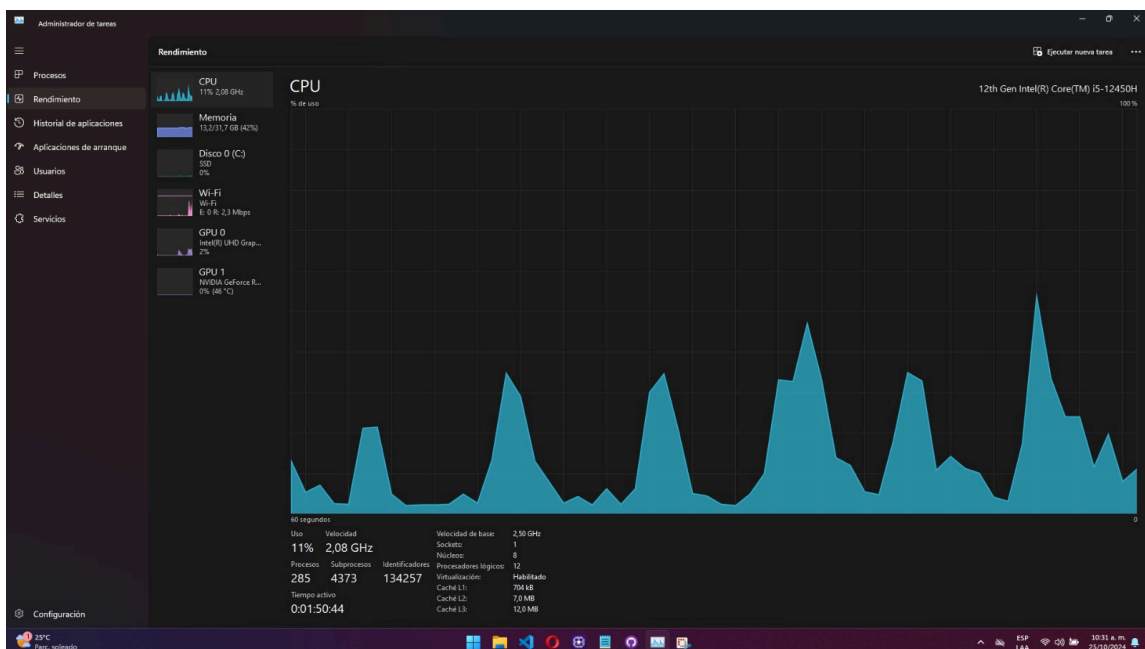 Administrador de tareas
Rendimiento
Ejecutar nueva tarea
Procesos
Rendimiento
Historial de aplicaciones
Aplicaciones de arranque
Usuarios
Detalles
Servicios
Configuración
CPU
11% 2,08 GHz
Memoria
13,2/31,7 GB (42%)
Disco 0 (C:)
SSD
0%
Wi-Fi
Wi-Fi
E: 0 R: 2,3 Mbps
GPU 0
Intel(R) UHD Grap...
2%
GPU 1
NVIDIA GeForce R...
0% (46 °C)
CPU
12th Gen Intel(R) Core(TM) i5-12450H
% de uso
100 %
60 segundos
0
Uso
Velocidad
11%
2,08 GHz
Procesos
Subprocesos
Identificadores
285
4373
134257
Tiempo activo
0:01:50:44
Velocidad de base: 2,50 GHz
Sockets: 1
Núcleos: 8
Procesadores lógicos: 12
Virtualización: Habilitado
Caché L1: 704 kB
Caché L2: 7,0 MB
Caché L3: 12,0 MB
1
25°C
Parc. soleado
ESP
LAA
10:31 a. m.
25/10/2024